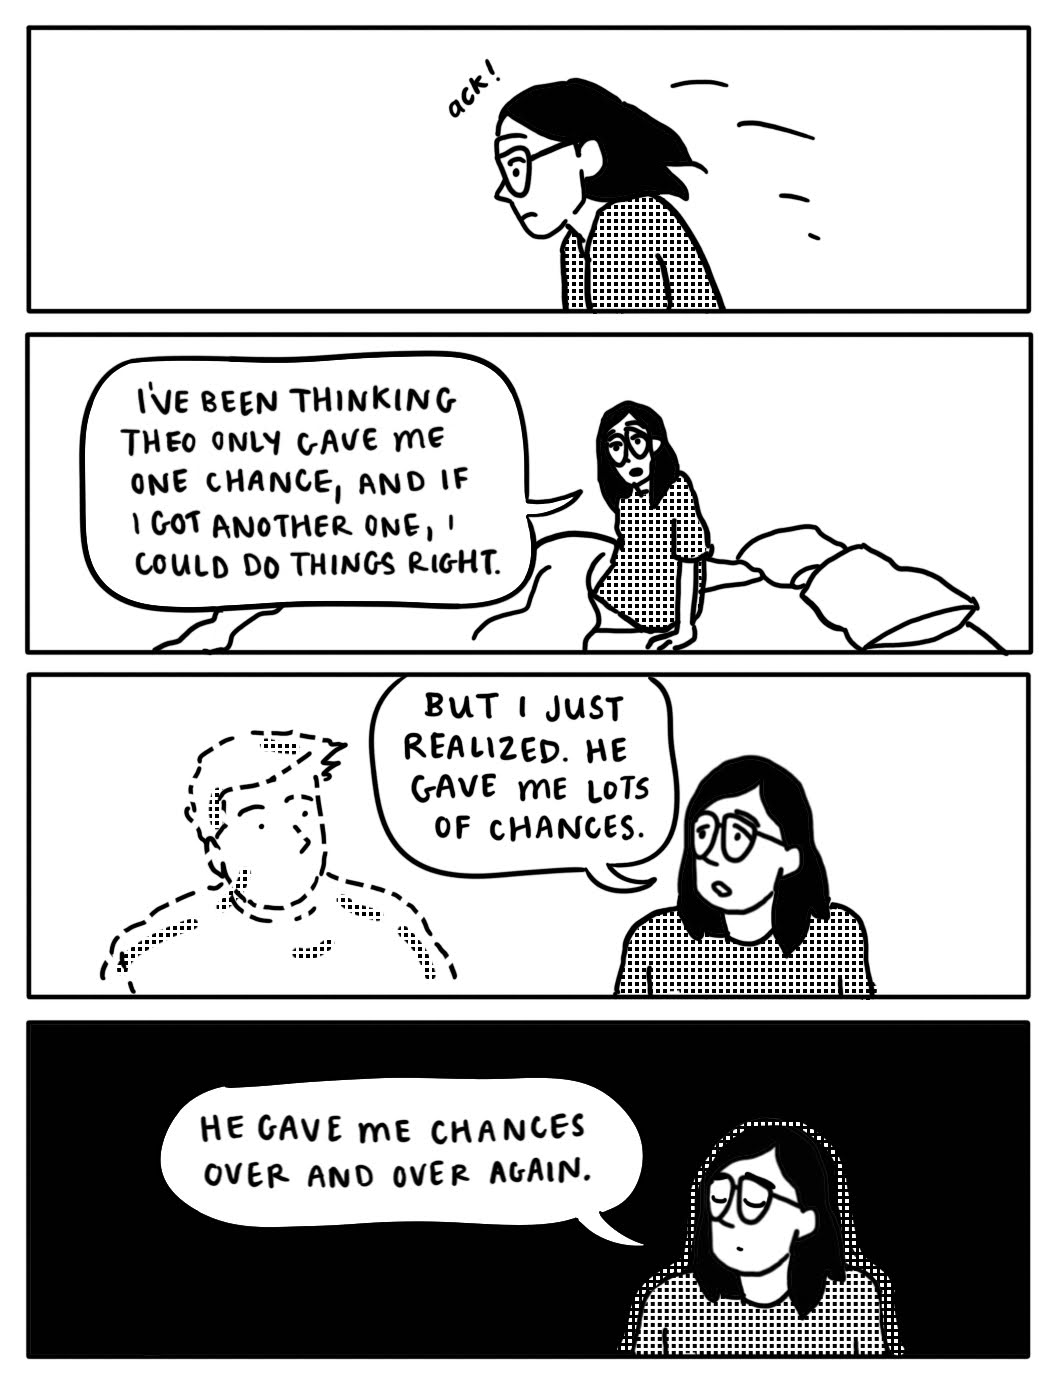 ack!
I'VE BEEN THINKING
THEO ONLY GAVE ME
ONE CHANCE, AND IF
I GOT ANOTHER ONE, I
COULD DO THINGS RIGHT.
BUT I JUST
REALIZED. HE
GAVE ME LOTS
OF CHANCES.
HE GAVE ME CHANCES
OVER AND OVER AGAIN.